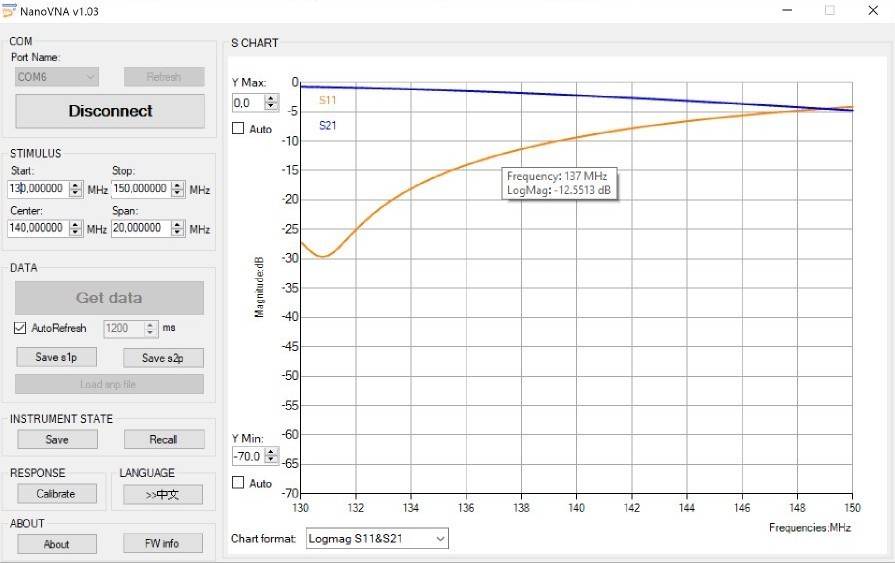 NanoVNA v1.03
COM
Port Name:
COM6
Refresh
Disconnect
STIMULUS
Start:
Stop:
130,000000 MHz 150,000000 MHz
Center:
Span:
140,000000 MHz 20,000000 MHz
DATA
Get data
AutoRefresh 1200 ms
Save s1p
Save s2p
Load snp file
INSTRUMENT STATE
Save
Recall
RESPONSE
LANGUAGE
Calibrate
>>中文
ABOUT
About
FW info
S CHART
Y Max:
0,0
Auto
S11
S21
Frequency: 137 MHz
LogMag: -12.5513 dB
Magnitude:dB
0
-5
-10
-15
-20
-25
-30
-35
-40
-45
-50
-55
-60
-65
-70
Y Min:
-70.0
Auto
130 132 134 136 138 140 142 144 146 148 150
Frequencies:MHz
Chart format: Logmag S11&S21